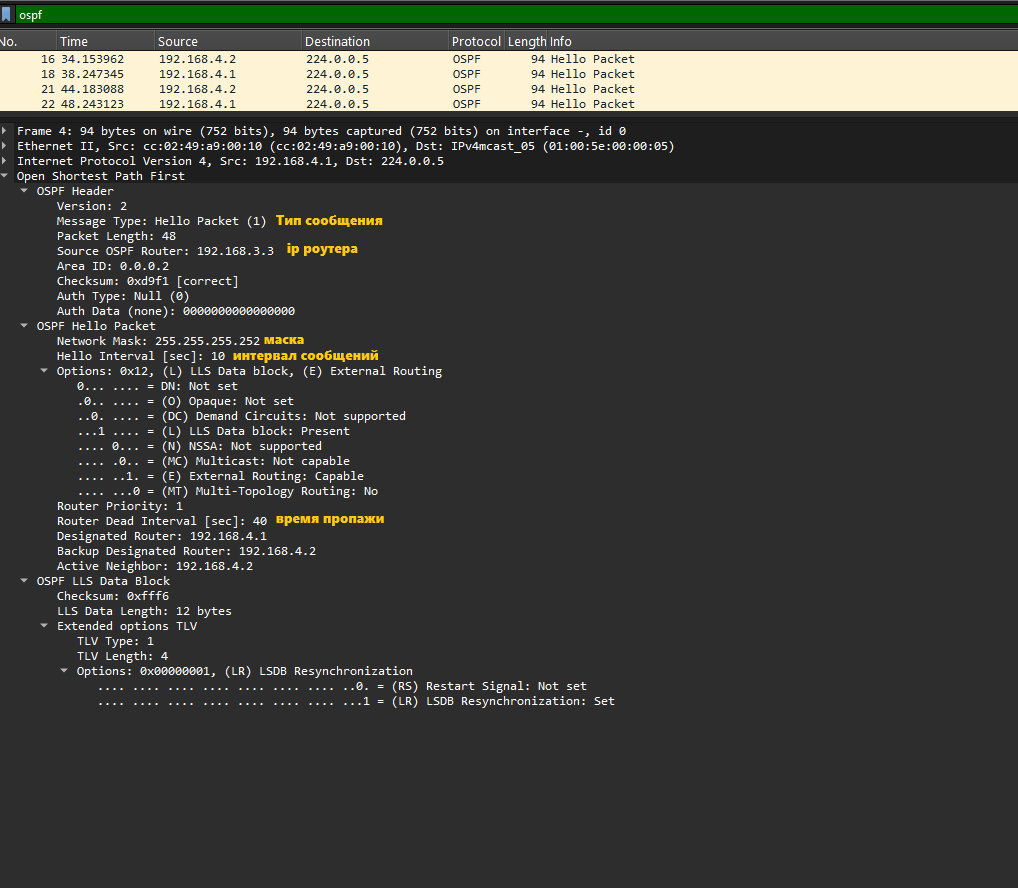 ospf
No. Time Source Destination Protocol Length Info
16 34.153962 192.168.4.2 224.0.0.5 OSPF 94 Hello Packet
18 38.247345 192.168.4.1 224.0.0.5 OSPF 94 Hello Packet
21 44.183088 192.168.4.2 224.0.0.5 OSPF 94 Hello Packet
22 48.243123 192.168.4.1 224.0.0.5 OSPF 94 Hello Packet
Frame 4: 94 bytes on wire (752 bits), 94 bytes captured (752 bits) on interface -, id 0
Ethernet II, Src: cc:02:49:a9:00:10 (cc:02:49:a9:00:10), Dst: IPv4mcast_05 (01:00:5e:00:00:05)
Internet Protocol Version 4, Src: 192.168.4.1, Dst: 224.0.0.5
Open Shortest Path First
OSPF Header
Version: 2
Message Type: Hello Packet (1) Тип сообщения
Packet Length: 48
Source OSPF Router: 192.168.3.3 ip роутера
Area ID: 0.0.0.2
Checksum: 0xd9f1 [correct]
Auth Type: Null (0)
Auth Data (none): 0000000000000000
OSPF Hello Packet
Network Mask: 255.255.255.252 маска
Hello Interval [sec]: 10 интервал сообщений
Options: 0x12, (L) LLS Data block, (E) External Routing
0... .... = DN: Not set
.0.. .... = (O) Opaque: Not set
..0. .... = (DC) Demand Circuits: Not supported
...1 .... = (L) LLS Data block: Present
.... 0... = (N) NSSA: Not supported
.... .0.. = (MC) Multicast: Not capable
.... ..1. = (E) External Routing: Capable
.... ...0 = (MT) Multi-Topology Routing: No
Router Priority: 1
Router Dead Interval [sec]: 40 время пропажи
Designated Router: 192.168.4.1
Backup Designated Router: 192.168.4.2
Active Neighbor: 192.168.4.2
OSPF LLS Data Block
Checksum: 0xfff6
LLS Data Length: 12 bytes
Extended options TLV
TLV Type: 1
TLV Length: 4
Options: 0x00000001, (LR) LSDB Resynchronization
.... .... .... .... .... .... .... ..0. = (RS) Restart Signal: Not set
.... .... .... .... .... .... .... ...1 = (LR) LSDB Resynchronization: Set